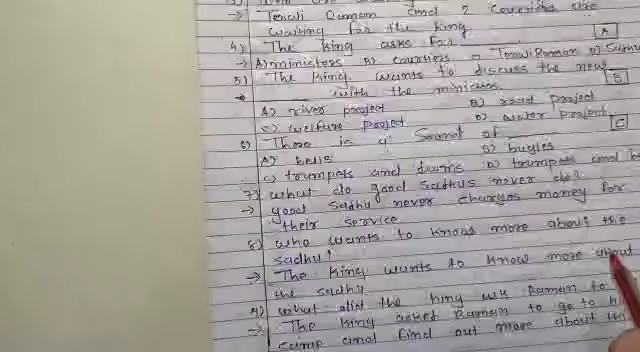 → Tenali Raman and 2 courties are
waiting for the king
4) The king asks for
A
→ A) ministers B) courtiers → Tenali Raman D)
5) The king wants to discuss the new
with the ministers.
B
A) river project B) road project
C) welfare project D)
6) There is a sound of
C
A) bells B) bugles
C) trumpets and drums D) trumpets and
7) what do good sadhus never do?
→ good sadhu never charges money for
their service
8) who wants to know more about the
sadhu?
→ The king wants to know more about
the sadhu
9) what did the king ask Raman to
→ The king asked Raman to go to
camp and find out more about